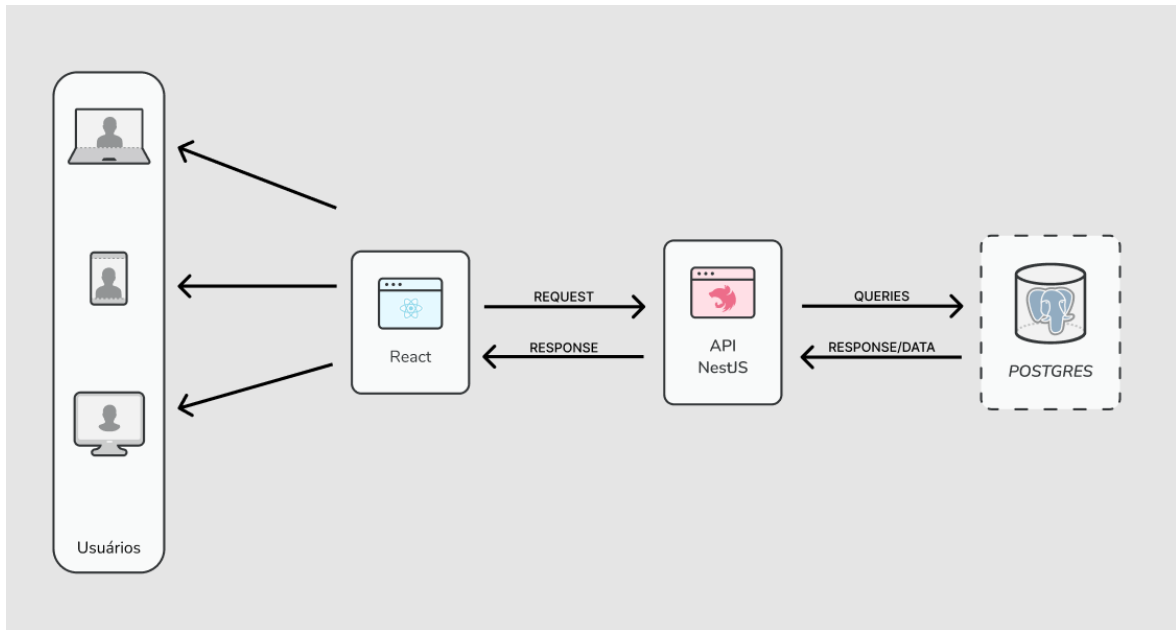 Usuários
React
REQUEST
RESPONSE
API
NestJS
QUERIES
RESPONSE/DATA
POSTGRES